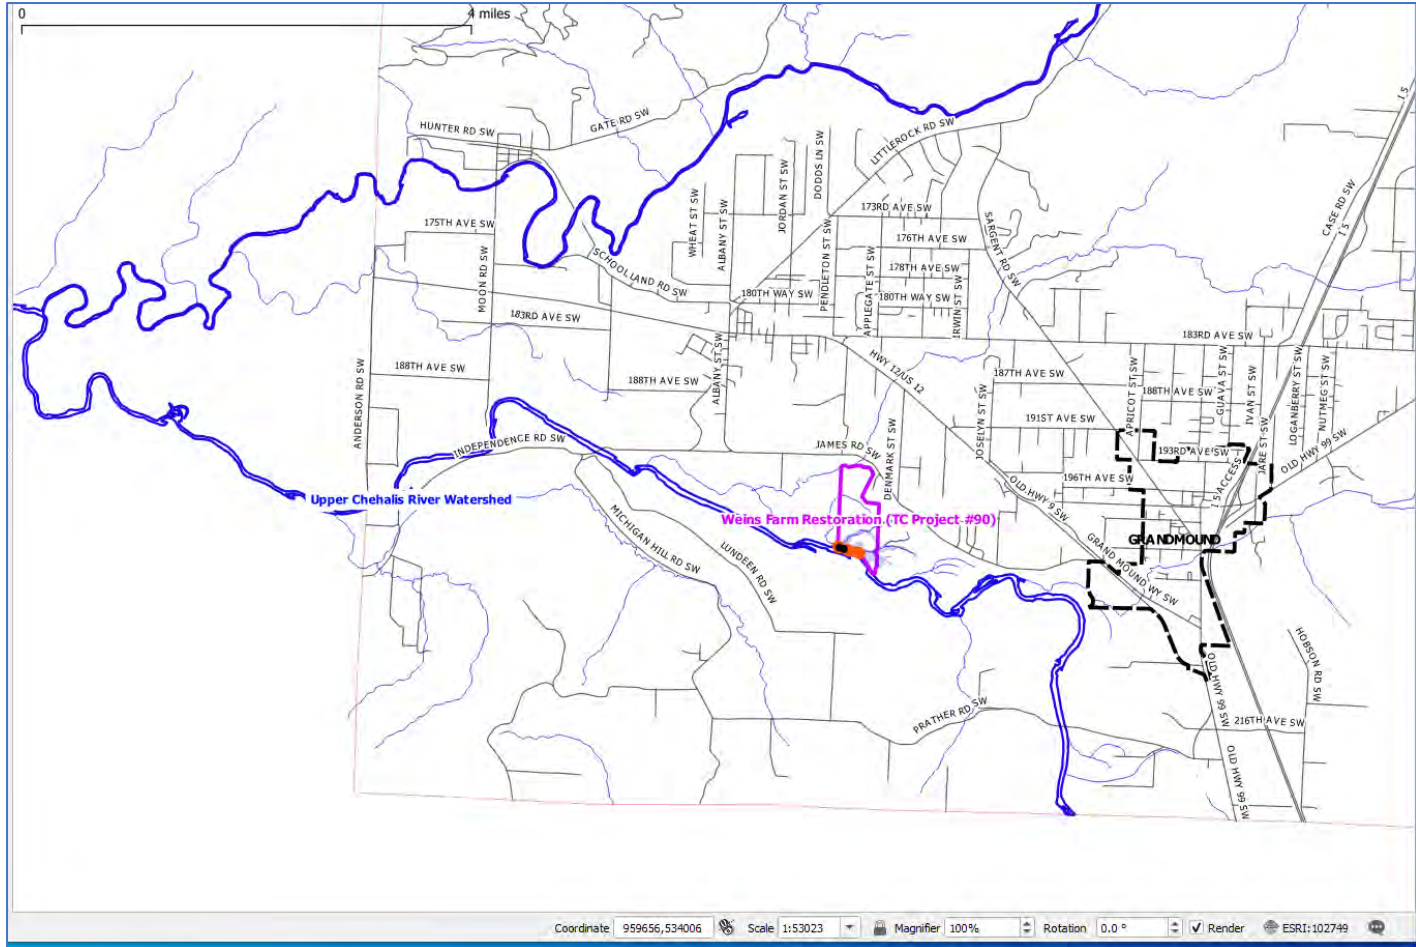 0
4 miles
I 5
HUNTER RD SW
GATE RD SW
LITTLEROCK RD SW
DODDS LN SW
JORDAN ST SW
WHEAT ST SW
ALBANY ST SW
173RD AVE SW
CASE RD SW
I 5
175TH AVE SW
SARGENT RD SW
176TH AVE SW
PENDLETON ST SW
APPLEGATE ST SW
178TH AVE SW
SCHOOL LAND RD SW
MOON RD SW
180TH WAY SW
180TH WAY SW
IRWIN ST SW
183RD AVE SW
183RD AVE SW
HWY 12/US 12
188TH AVE SW
188TH AVE SW
ALBANY ST SW
187TH AVE SW
188TH AVE SW
APRICOT ST SW
GUAVA ST SW
IVAN ST SW
LOGANBERRY ST SW
NUTMEG ST SW
ANDERSON RD SW
JOSELYN ST SW
191ST AVE SW
INDEPENDENCE RD SW
JAMES RD SW
DENMARK ST SW
193RD AVE SW
OLD HWY 99 SW
196TH AVE SW
I 5 ACCESS
OLD HWY 9 SW
Upper Chehalis River Watershed
Weins Farm Restoration (TC Project #90)
MICHIGAN HILL RD SW
LUNDEEN RD SW
GRANDMOUND
GRAND MOUND WY SW
HOBSON RD SW
OLD HWY 99 SW
PRATHER RD SW
216TH AVE SW
OLD HWY 99 SW
Coordinate 959656,534006 Scale 1:53023 Magnifier 100% Rotation 0.0 ° Render ESRI:102749